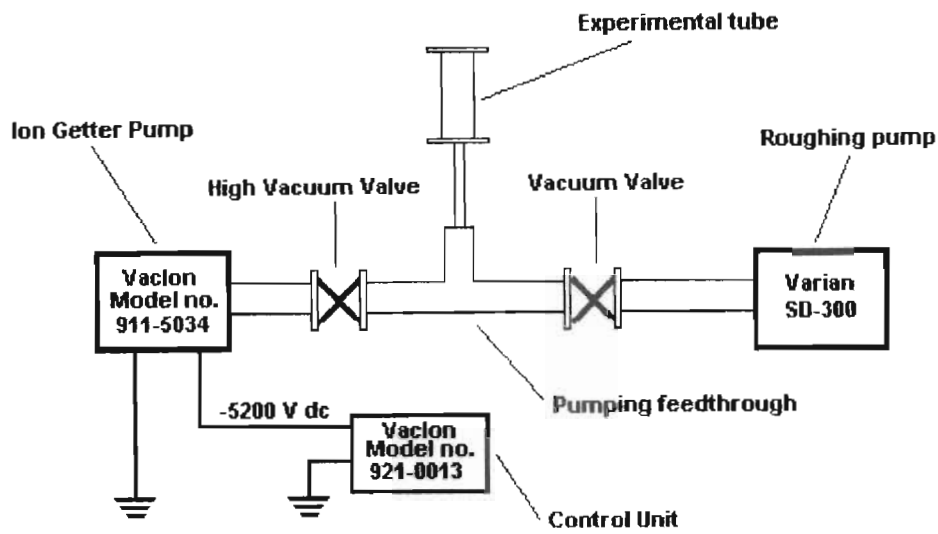 Experimental tube
Ion Getter Pump
Roughing pump
High Vacuum Valve
Vacuum Valve
VacIon
Model no.
911-5034
Varian
SD-300
Pumping feedthrough
-5200 V dc
VacIon
Model no.
921-0013
Control Unit